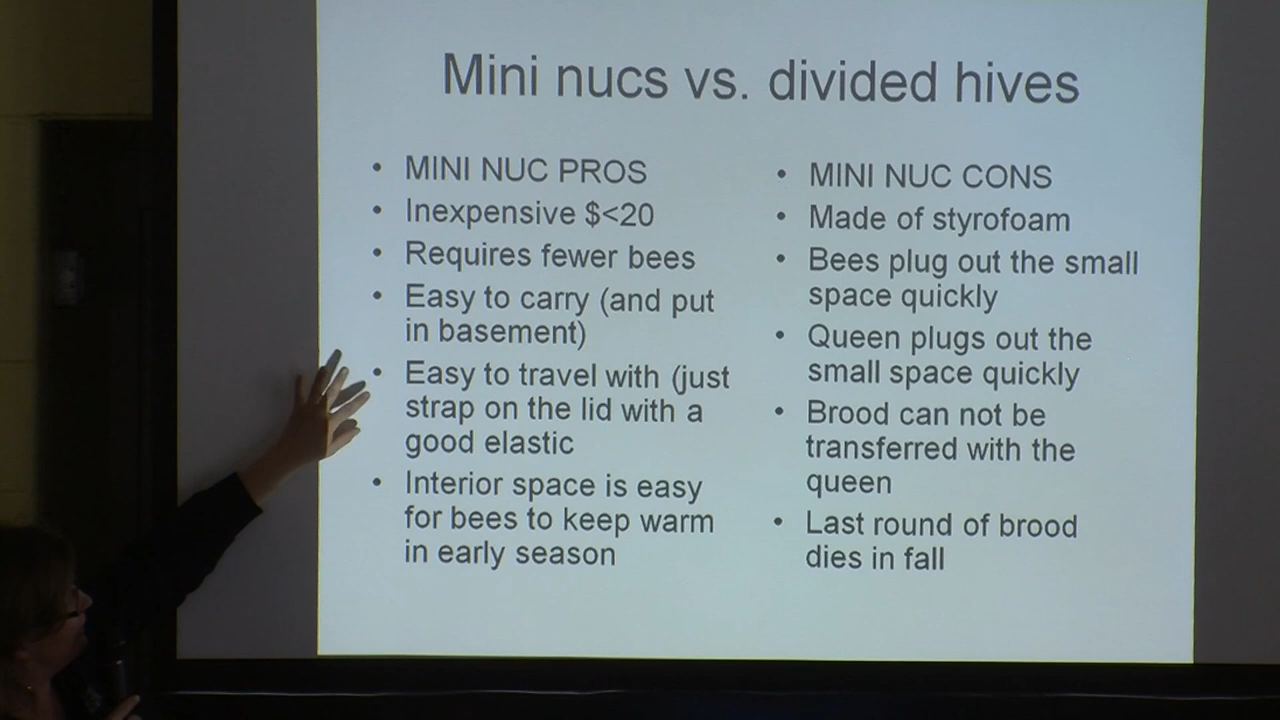 Mini nucs vs. divided hives
• MINI NUC PROS
• Inexpensive $<20
• Requires fewer bees
• Easy to carry (and put
in basement)
• Easy to travel with (just
strap on the lid with a
good elastic
• Interior space is easy
for bees to keep warm
in early season
• MINI NUC CONS
• Made of styrofoam
• Bees plug out the small
space quickly
• Queen plugs out the
small space quickly
• Brood can not be
transferred with the
queen
• Last round of brood
dies in fall